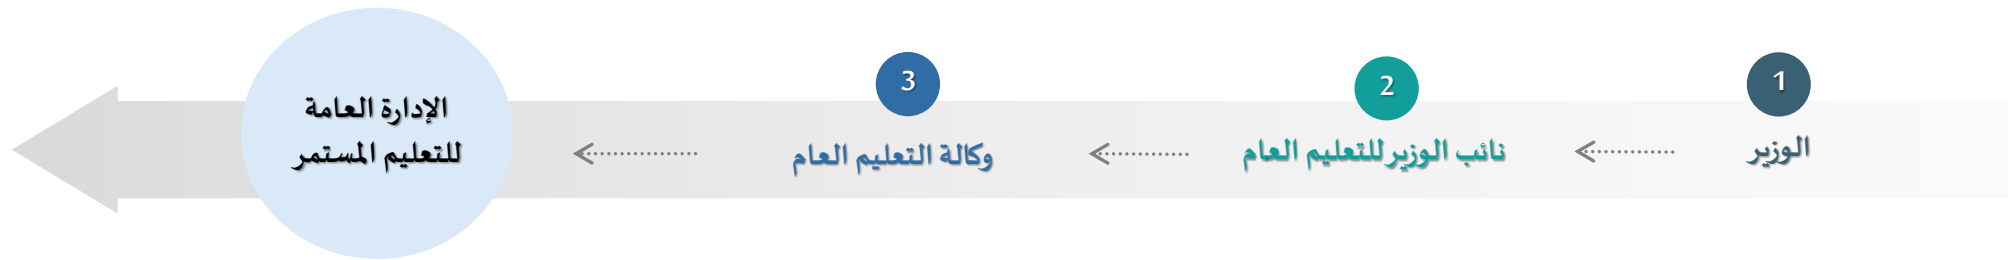 1
الوزير
2
نائب الوزير للتعليم العام
3
وكالة التعليم العام
الإدارة العامة
للتعليم المستمر